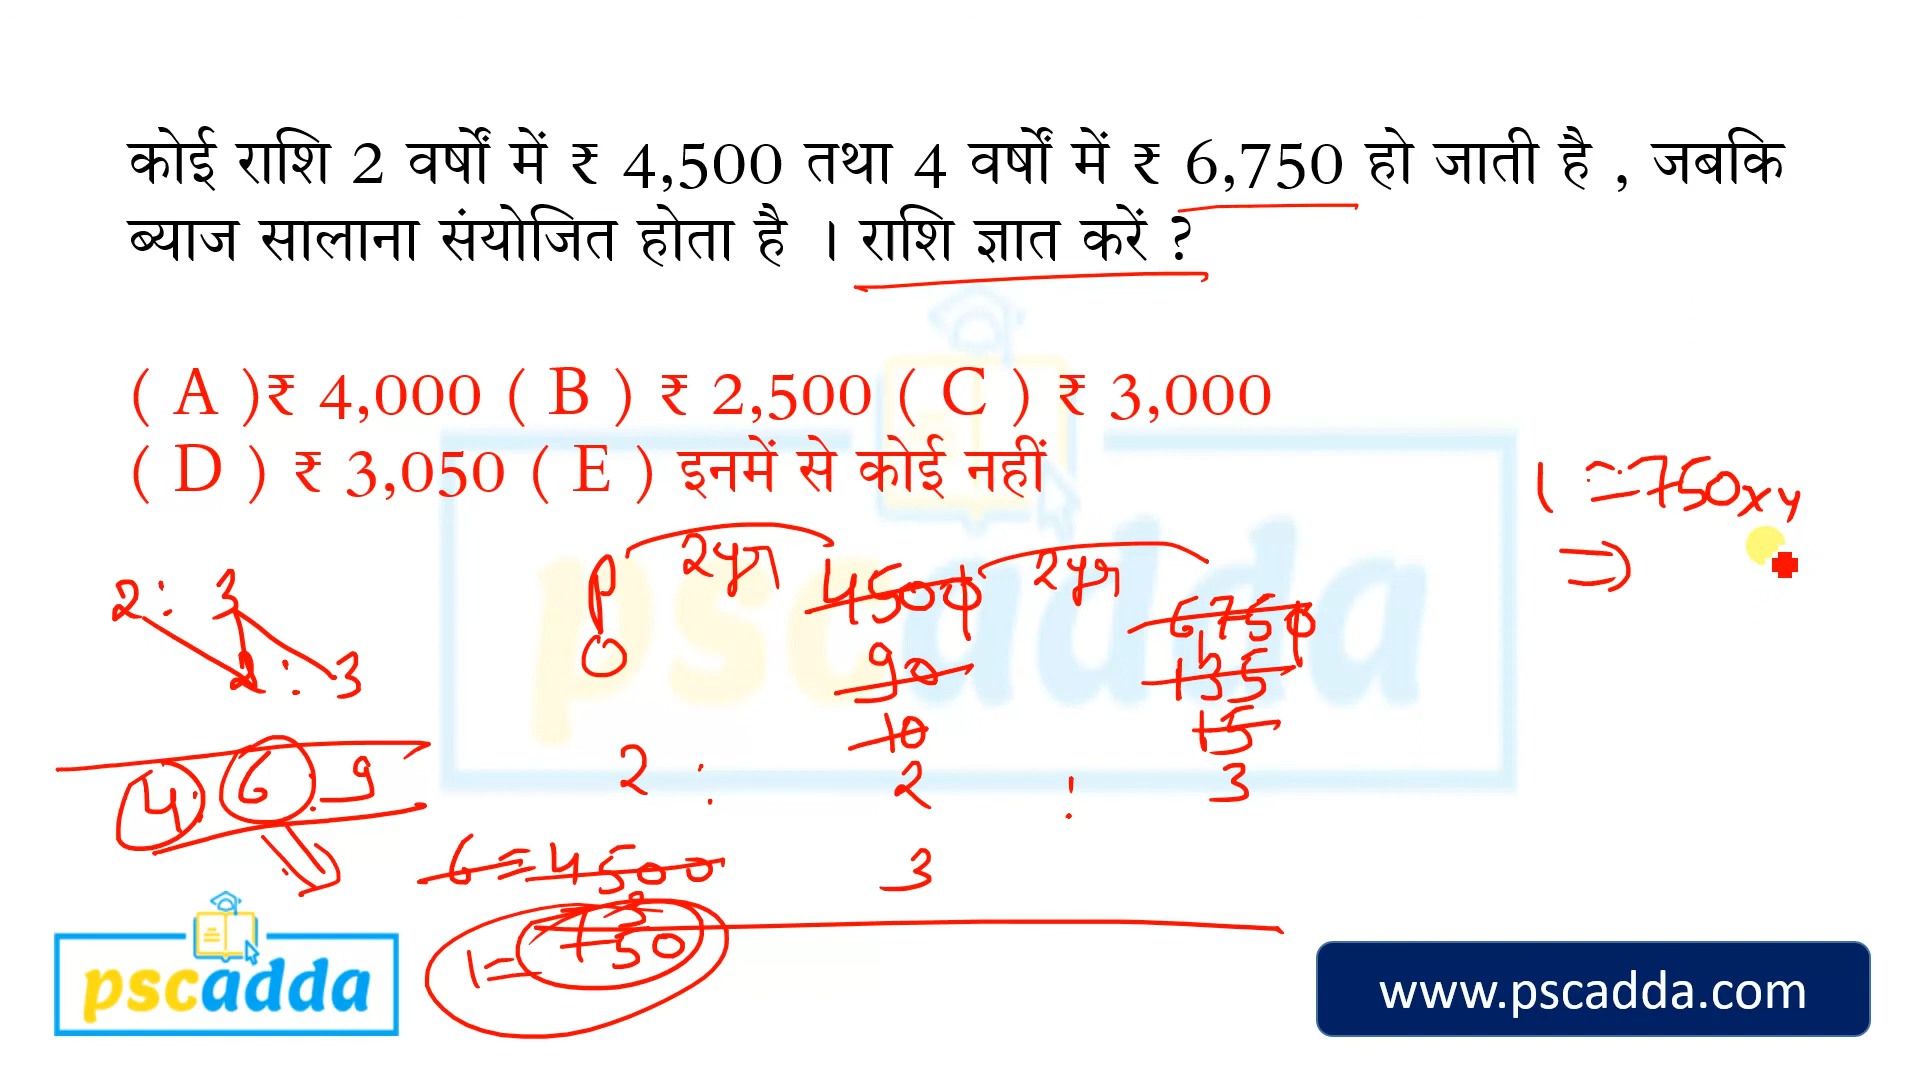 कोई राशि 2 वर्षों में ₹ 4,500 तथा 4 वर्षों में ₹ 6,750 हो जाती है , जबकि
ब्याज सालाना संयोजित होता है । राशि ज्ञात करें ?
( A )₹ 4,000 ( B ) ₹ 2,500 ( C ) ₹ 3,000
( D ) ₹ 3,050 ( E ) इनमें से कोई नहीं
1 = 750x4
⇒
P 2yr 4500 2yr 6750
2 : 3
90 135
2 : 3
10 15
4 : 6 : 9
2 : 2 : 3
6 = 4500 3
1 = 750
pscadda
pscadda
www.pscadda.com